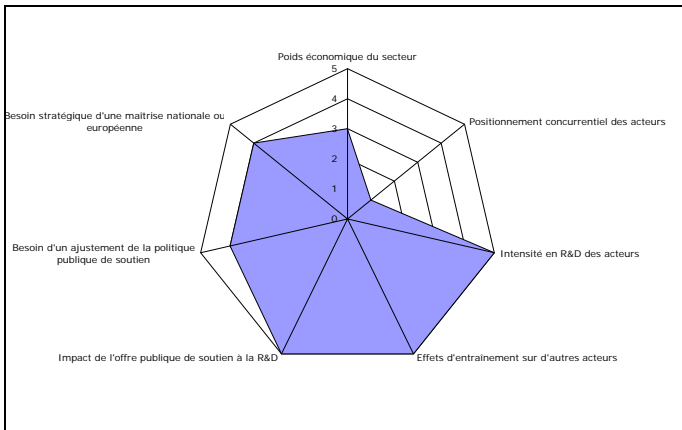 Poids économique du secteur
5
4
3
2
1
0
Positionnement concurrentiel des acteurs
Intensité en R&D des acteurs
Effets d'entraînement sur d'autres acteurs
Impact de l'offre publique de soutien à la R&D
Besoin d'un ajustement de la politique
publique de soutien
Besoin stratégique d'une maîtrise nationale ou
européenne